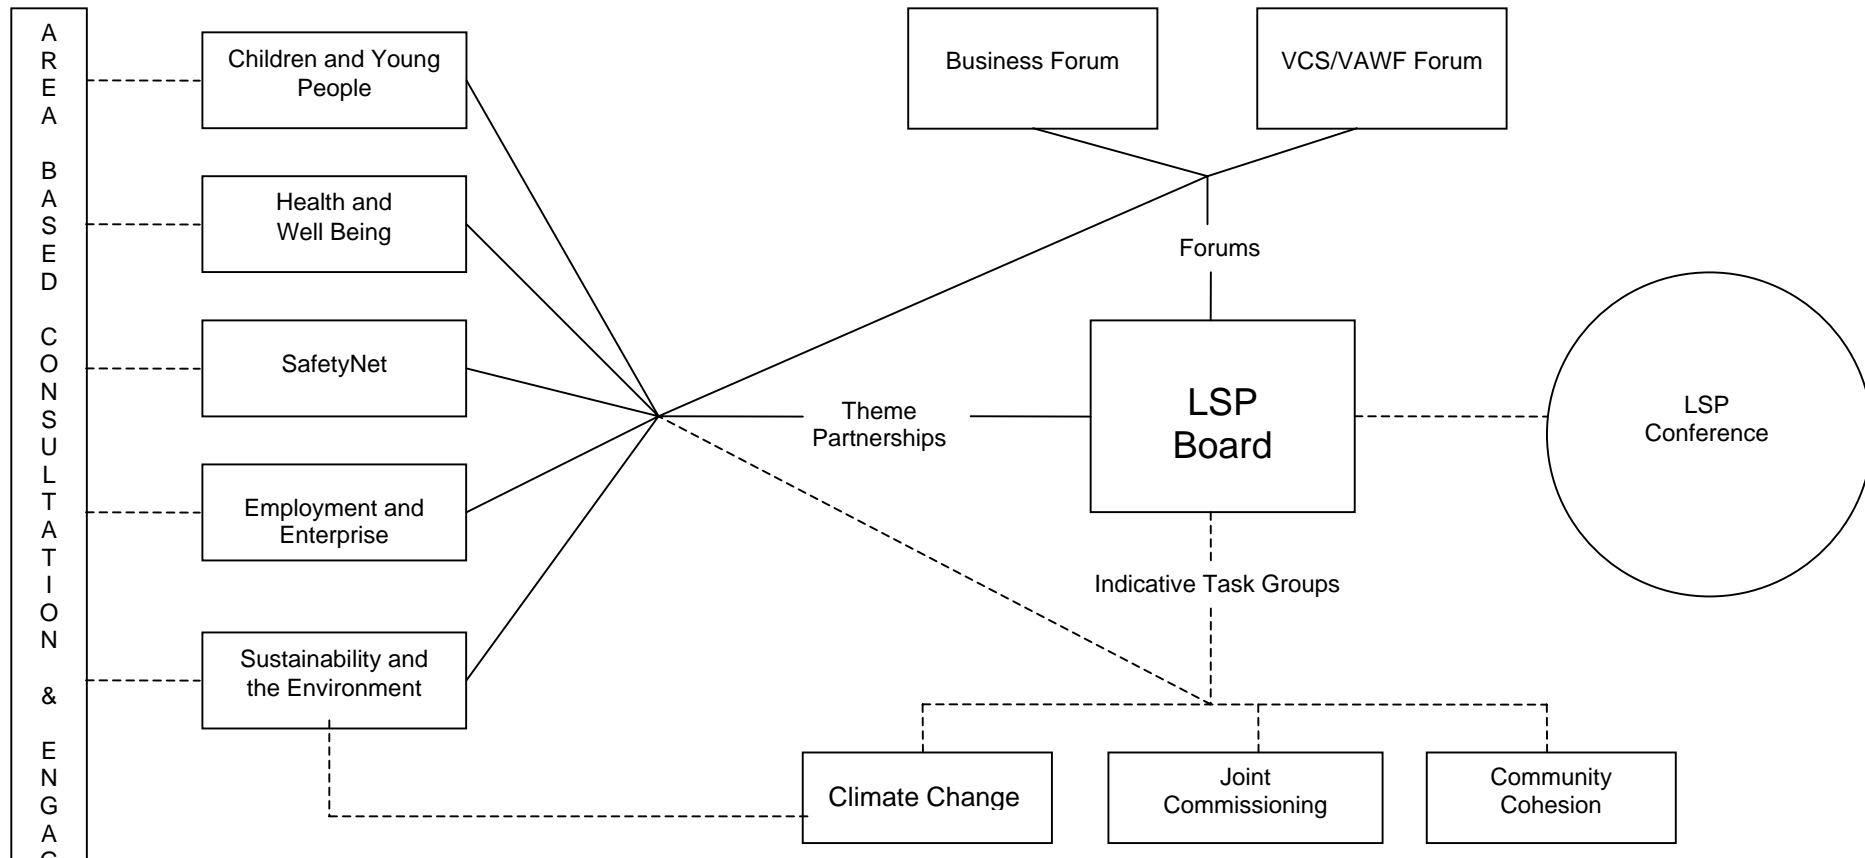 AREA BASED CONSULTATION & ENGA
Children and Young
People
Health and
Well Being
SafetyNet
Employment and
Enterprise
Sustainability and
the Environment
Business Forum
VCS/VAWF Forum
Forums
Theme
Partnerships
LSP
Board
LSP
Conference
Indicative Task Groups
Climate Change
Joint
Commissioning
Community
Cohesion